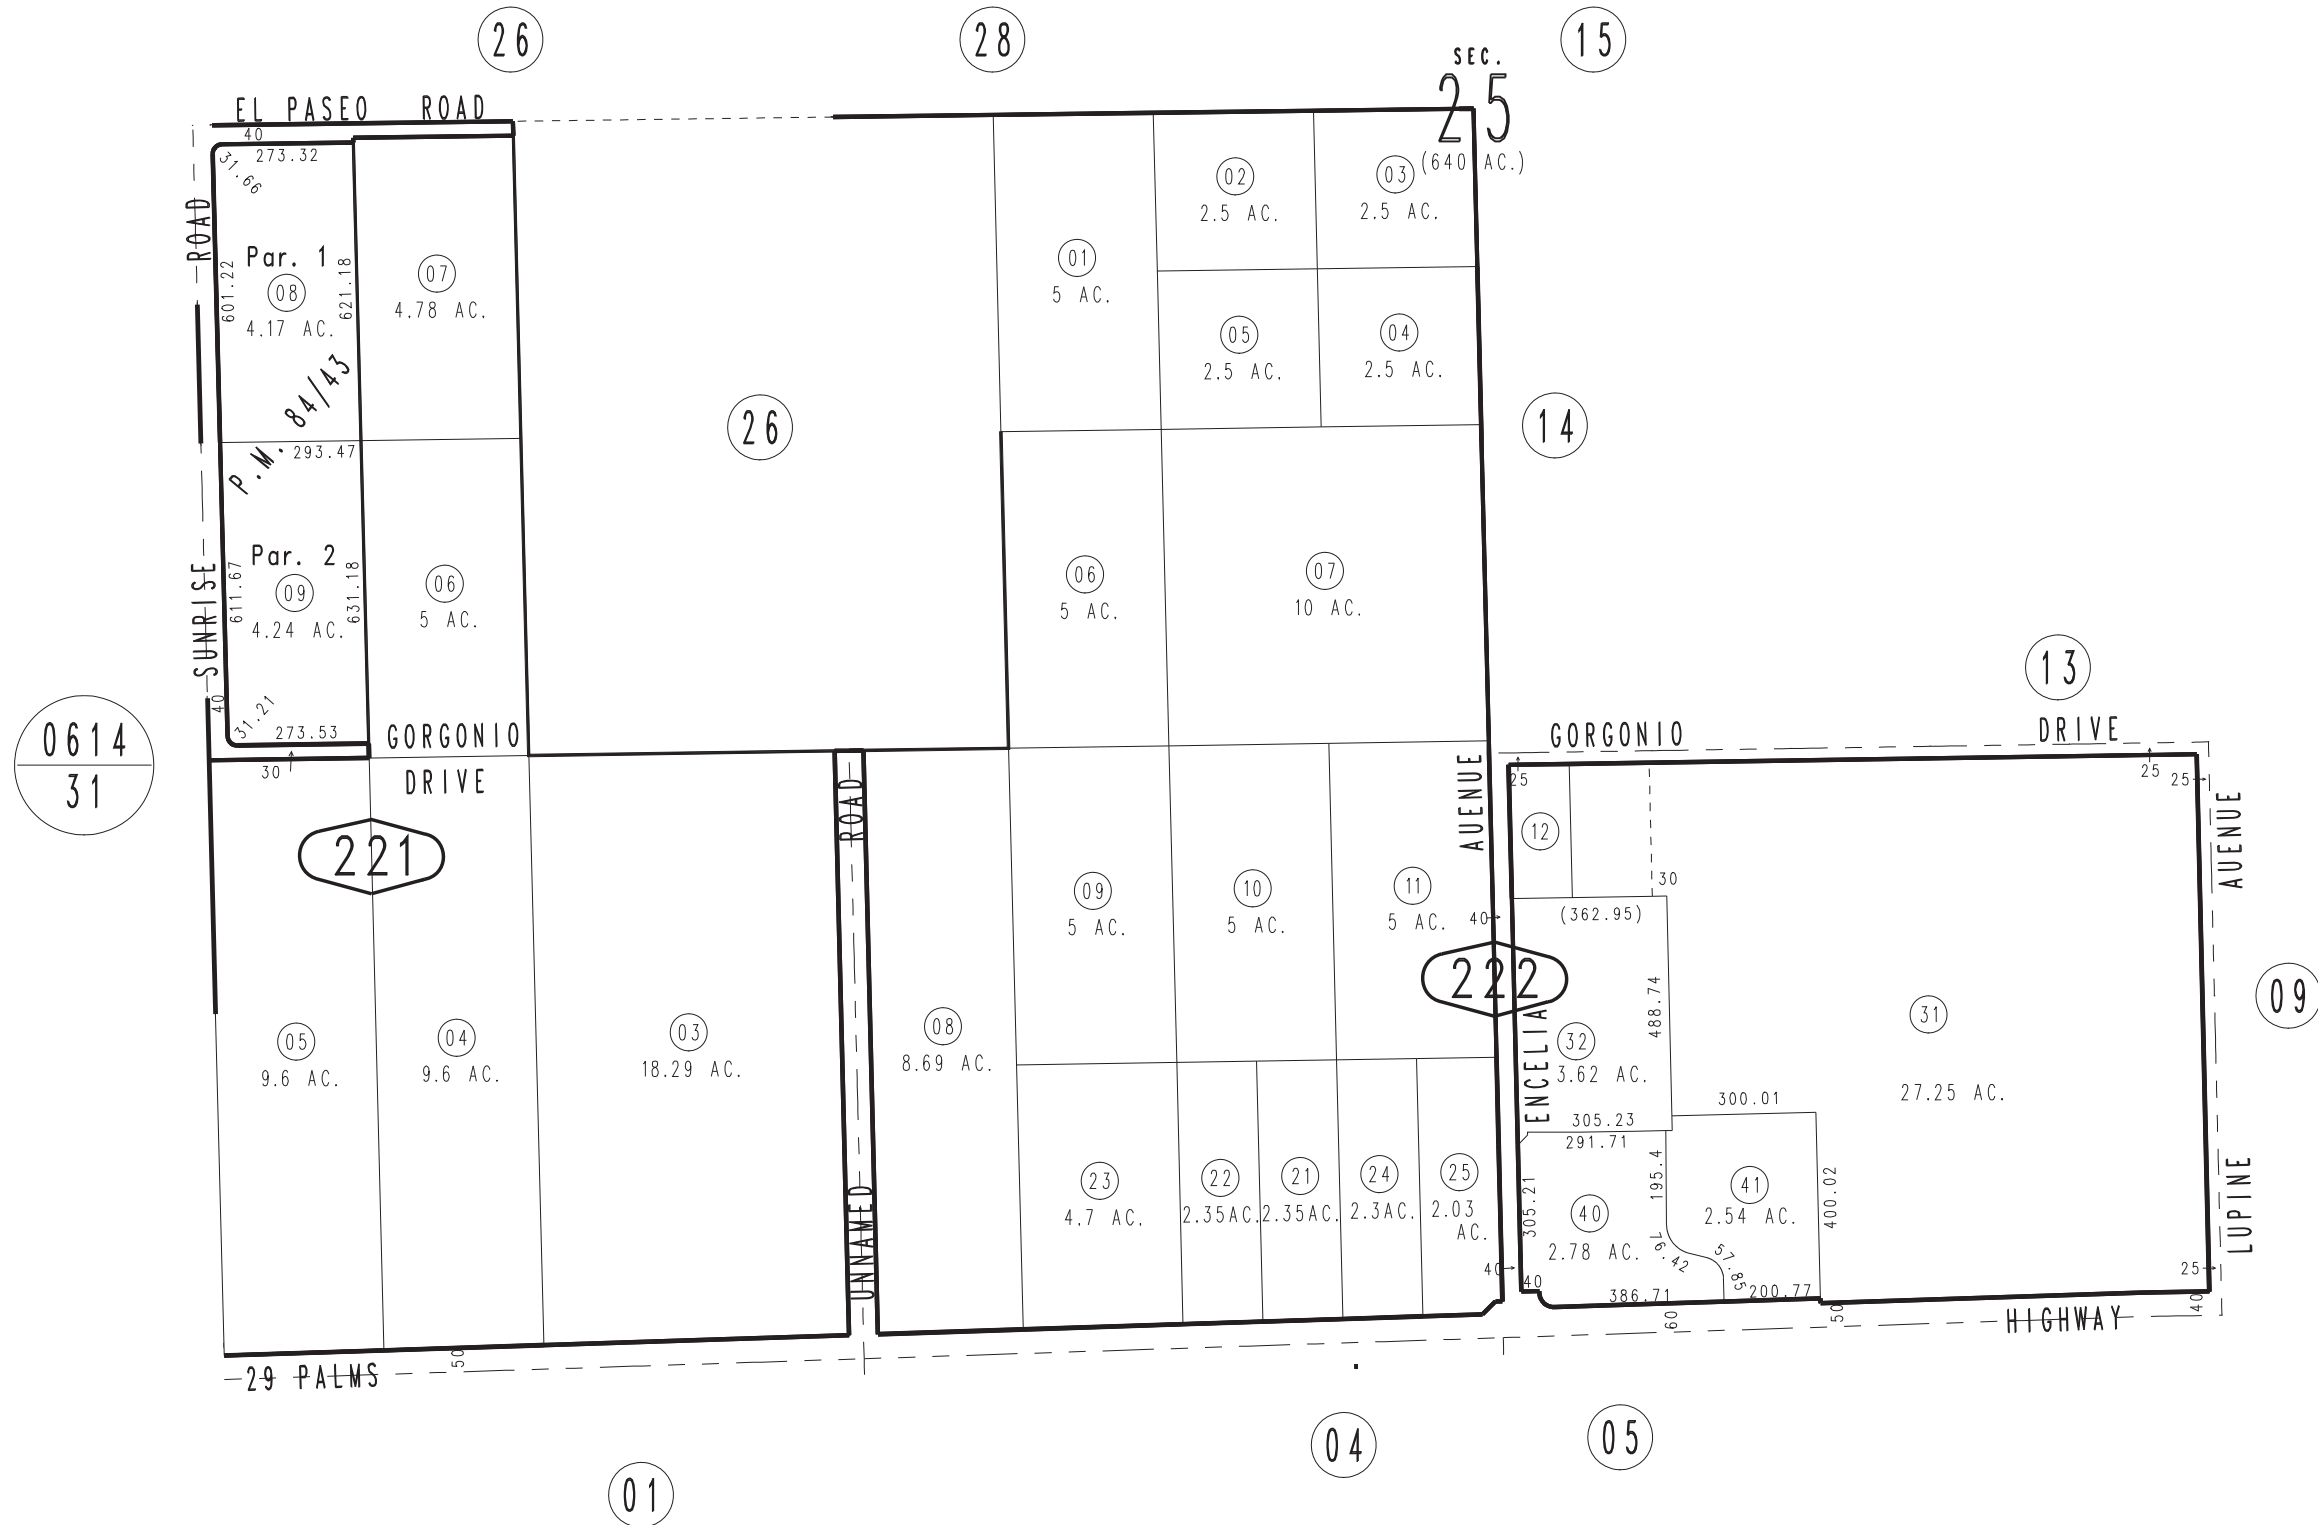 26
28
15
SEC.
25
(640 AC.)
EL PASEO ROAD
40
273.32
31.66
ROAD
Par. 1
08
4.17 AC.
601.22
621.18
07
4.78 AC.
P.M. 84/43
293.47
Par. 2
09
4.24 AC.
611.67
631.18
06
5 AC.
SUNRISE
40
31.21
273.53
30
GORGONIO
DRIVE
26
01
5 AC.
02
2.5 AC.
03
2.5 AC.
05
2.5 AC.
04
2.5 AC.
14
06
5 AC.
07
10 AC.
0614
31
13
221
05
9.6 AC.
04
9.6 AC.
03
18.29 AC.
ROAD
UNNAMED
08
8.69 AC.
09
5 AC.
10
5 AC.
11
5 AC.
AUENUE
40
222
ENCELIA
23
4.7 AC.
22
2.35AC.
21
2.35AC.
24
2.3AC.
25
2.03
AC.
40
GORGONIO DRIVE
25
25
25
12
30
(362.95)
488.74
32
3.62 AC.
305.23
291.71
300.01
31
27.25 AC.
195.4
305.21
40
2.78 AC.
41
2.54 AC.
400.02
76.42
57.85
40
386.71
200.77
60
50
25
40
AUENUE
LUPINE
09
HIGHWAY
29 PALMS
50
04
05
01